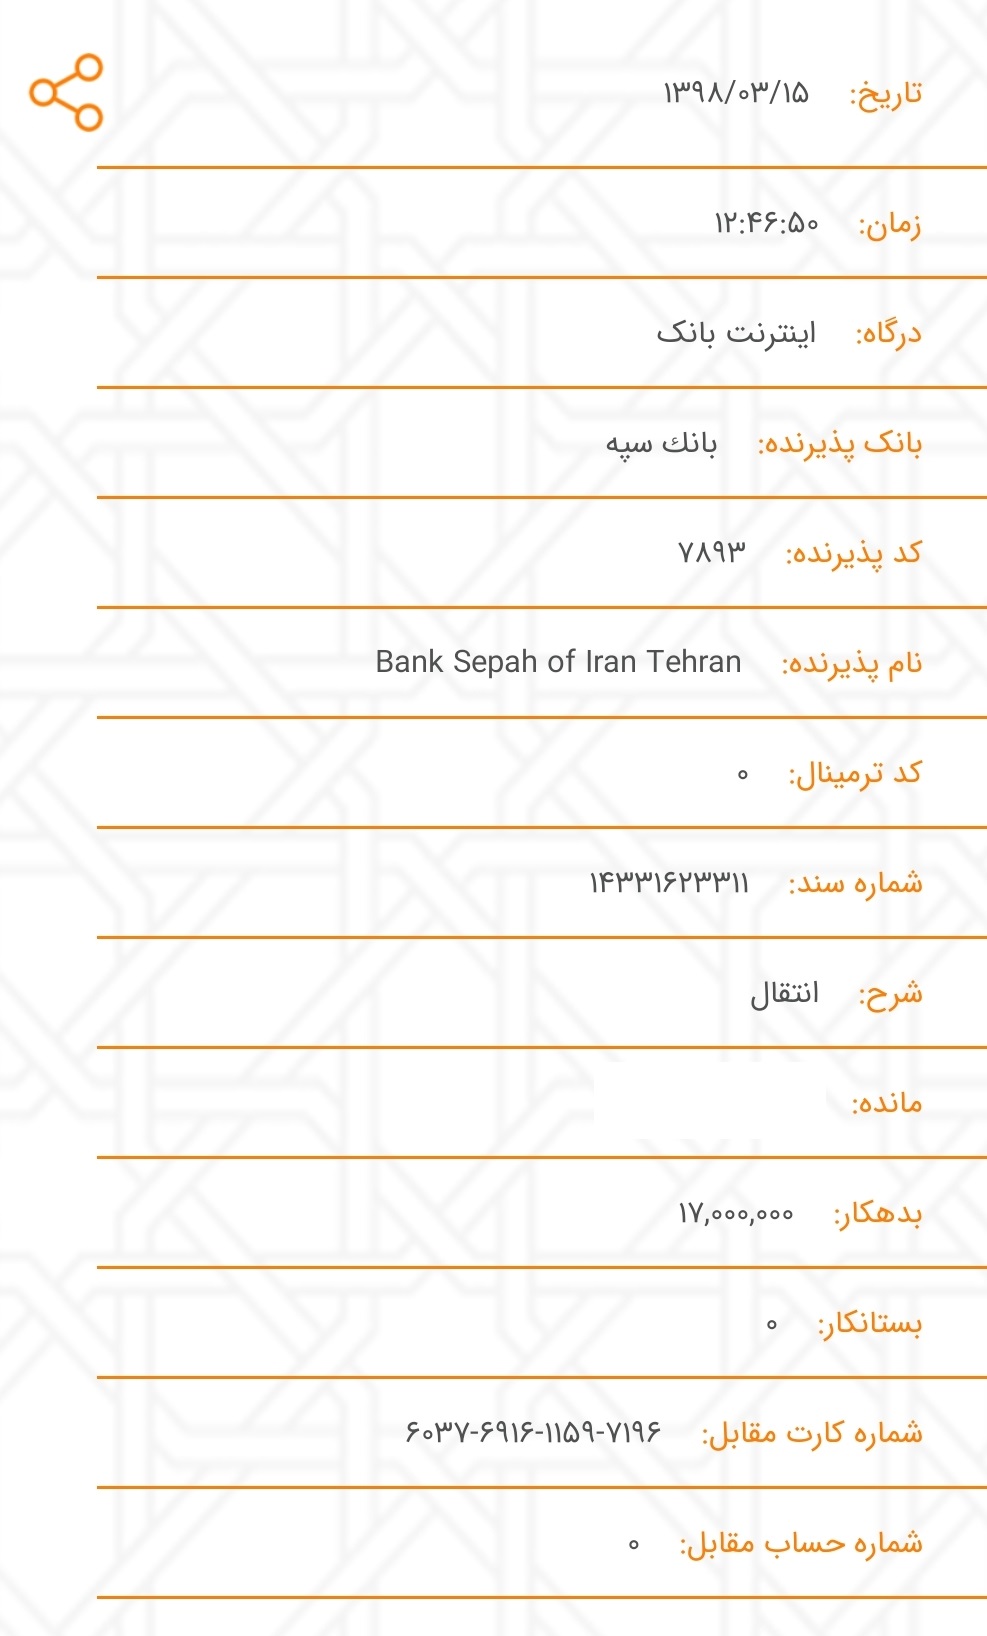 تاریخ: ۱۳۹۸/۰۳/۱۵
زمان: ۱۲:۴۶:۵۰
درگاه: اینترنت بانک
بانک پذیرنده: بانك سپه
کد پذیرنده: ۷۸۹۳
نام پذیرنده: Bank Sepah of Iran Tehran
کد ترمینال: ۰
شماره سند: ۱۴۳۳۱۶۲۳۳۱۱
شرح: انتقال
مانده:
بدهکار: ۱۷,۰۰۰,۰۰۰
بستانکار: ۰
شماره کارت مقابل: ۶۰۳۷-۶۹۱۶-۱۱۵۹-۷۱۹۶
شماره حساب مقابل: ۰